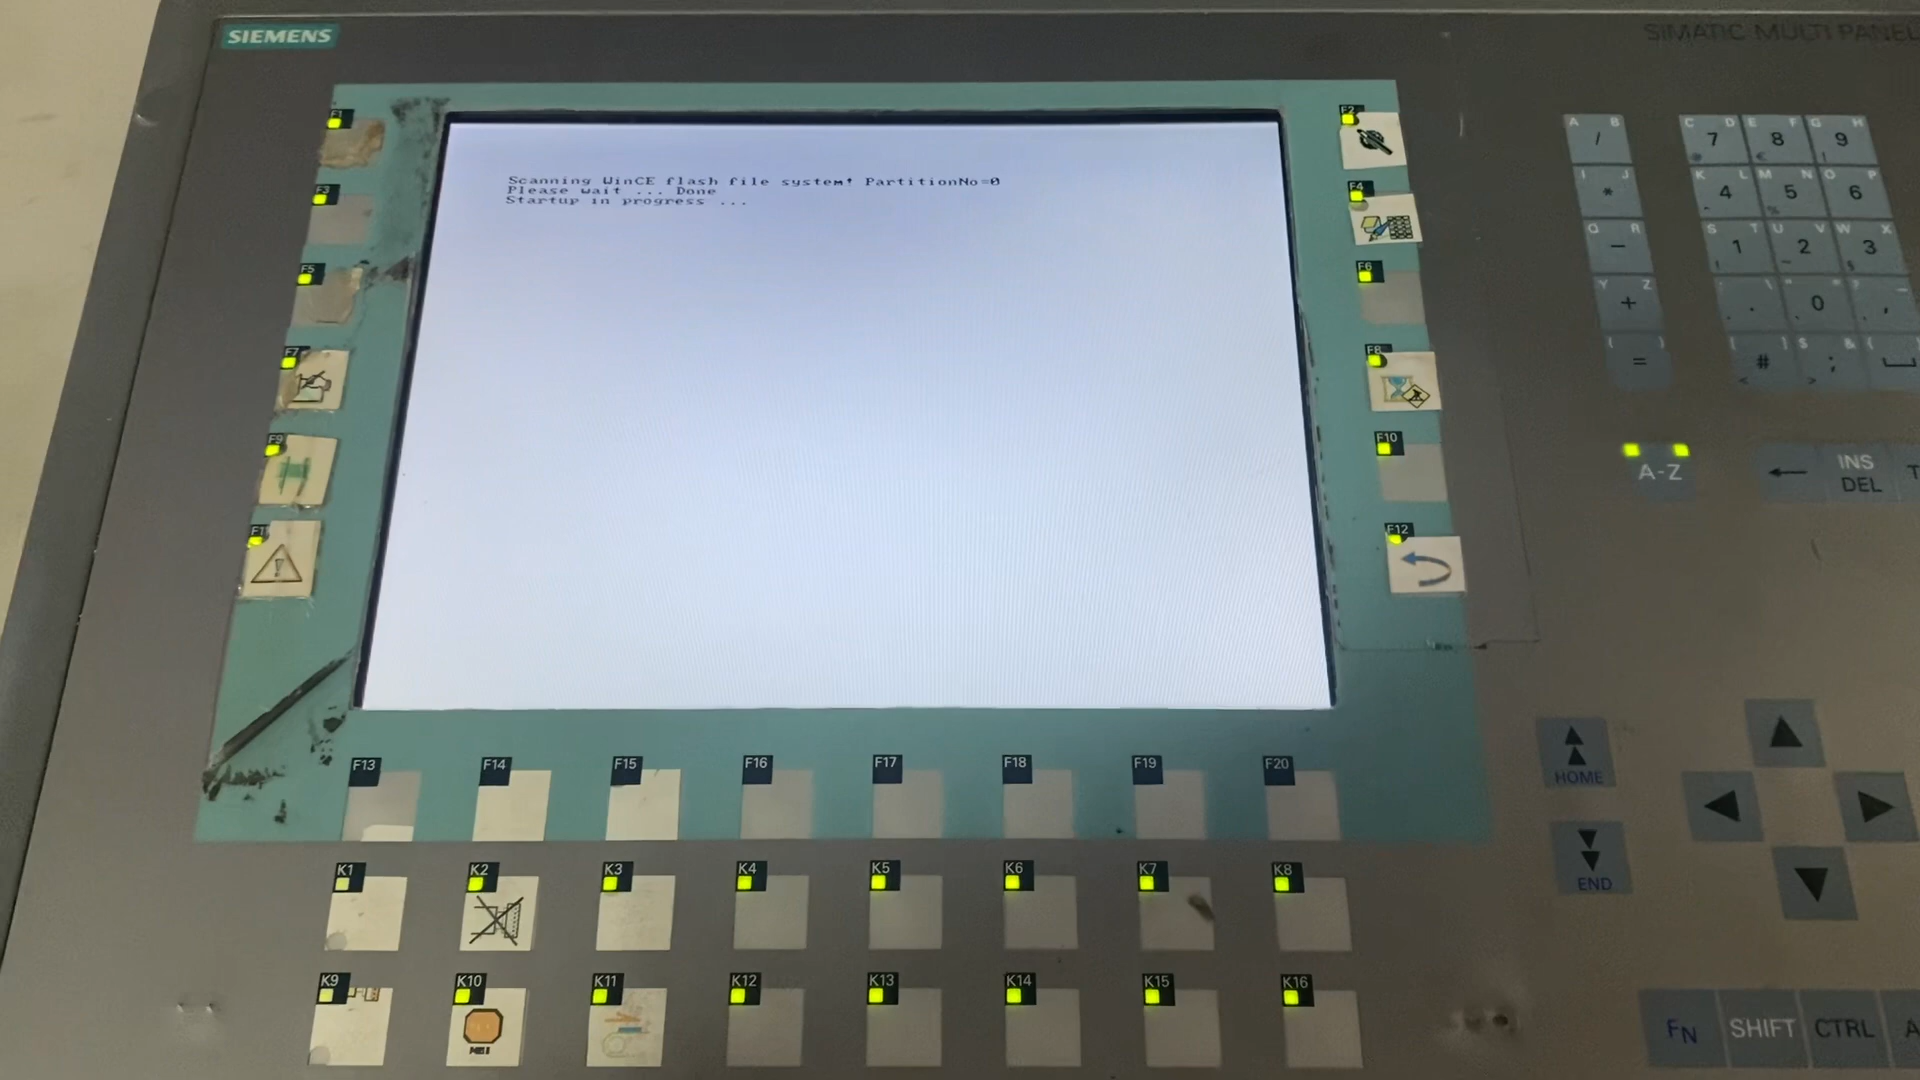 SIEMENS
SIMATIC MULTI PANEL
Scanning WinCE flash file system! PartitionNo=0
Please wait ... Done
Startup in progress ...
F1
F3
F5
F7
F9
F2
F4
F6
F8
F10
F12
F13 F14 F15 F16 F17 F18 F19 F20
K1 K2 K3 K4 K5 K6 K7 K8
K9 K10 K11 K12 K13 K14 K15 K16
A B / C D 7 E F 8 € G H 9 !
I J * K L 4 M N 5 % O P 6
Q R − S T 1 U V 2 ~ W X 3 §
Y Z + . 0 ,
( ) = [ ] # < $ & ; >
A-Z ← INS DEL T
HOME
END
FN SHIFT CTRL A